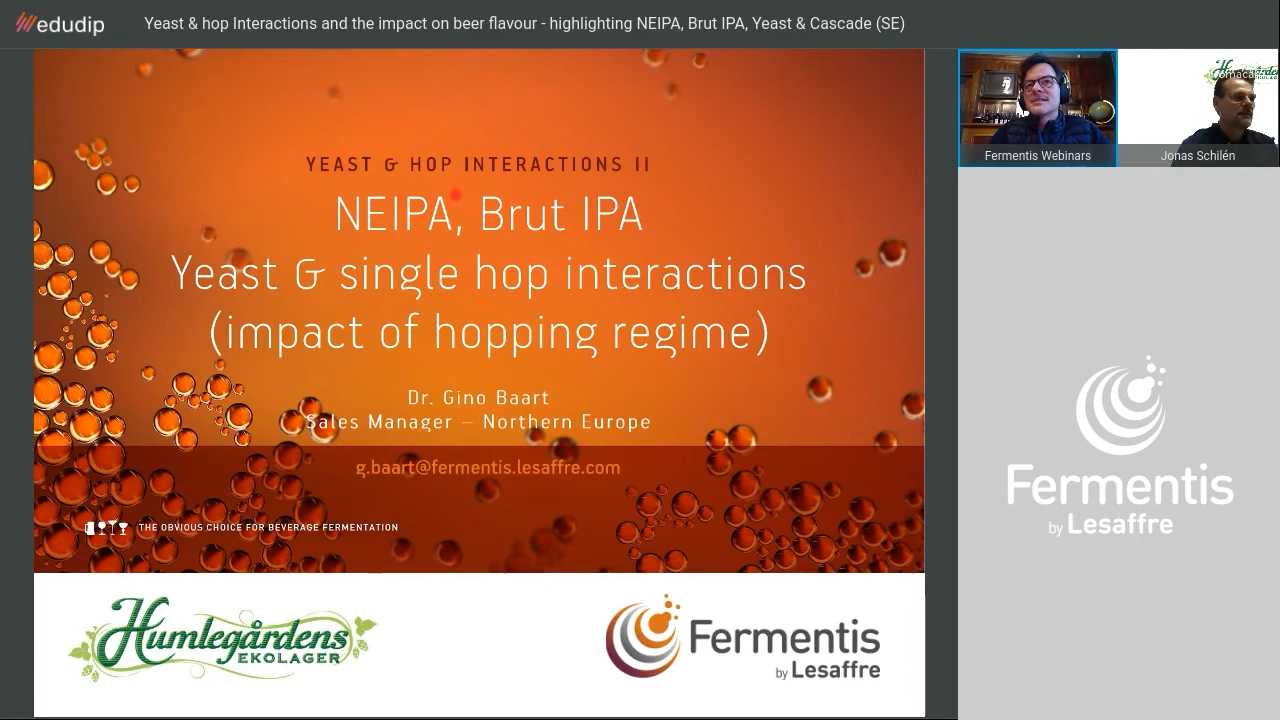 edudip
Yeast & hop Interactions and the impact on beer flavour - highlighting NEIPA, Brut IPA, Yeast & Cascade (SE)
YEAST & HOP INTERACTIONS II
NEIPA, Brut IPA
Yeast & single hop interactions
(impact of hopping regime)
Dr. Gino Baart
Sales Manager – Northern Europe
g.baart@fermentis.lesaffre.com
THE OBVIOUS CHOICE FOR BEVERAGE FERMENTATION
Humlegårdens
EKOLAGER
Fermentis
by Lesaffre
Fermentis Webinars
Jonas Schilén
Fermentis
by Lesaffre